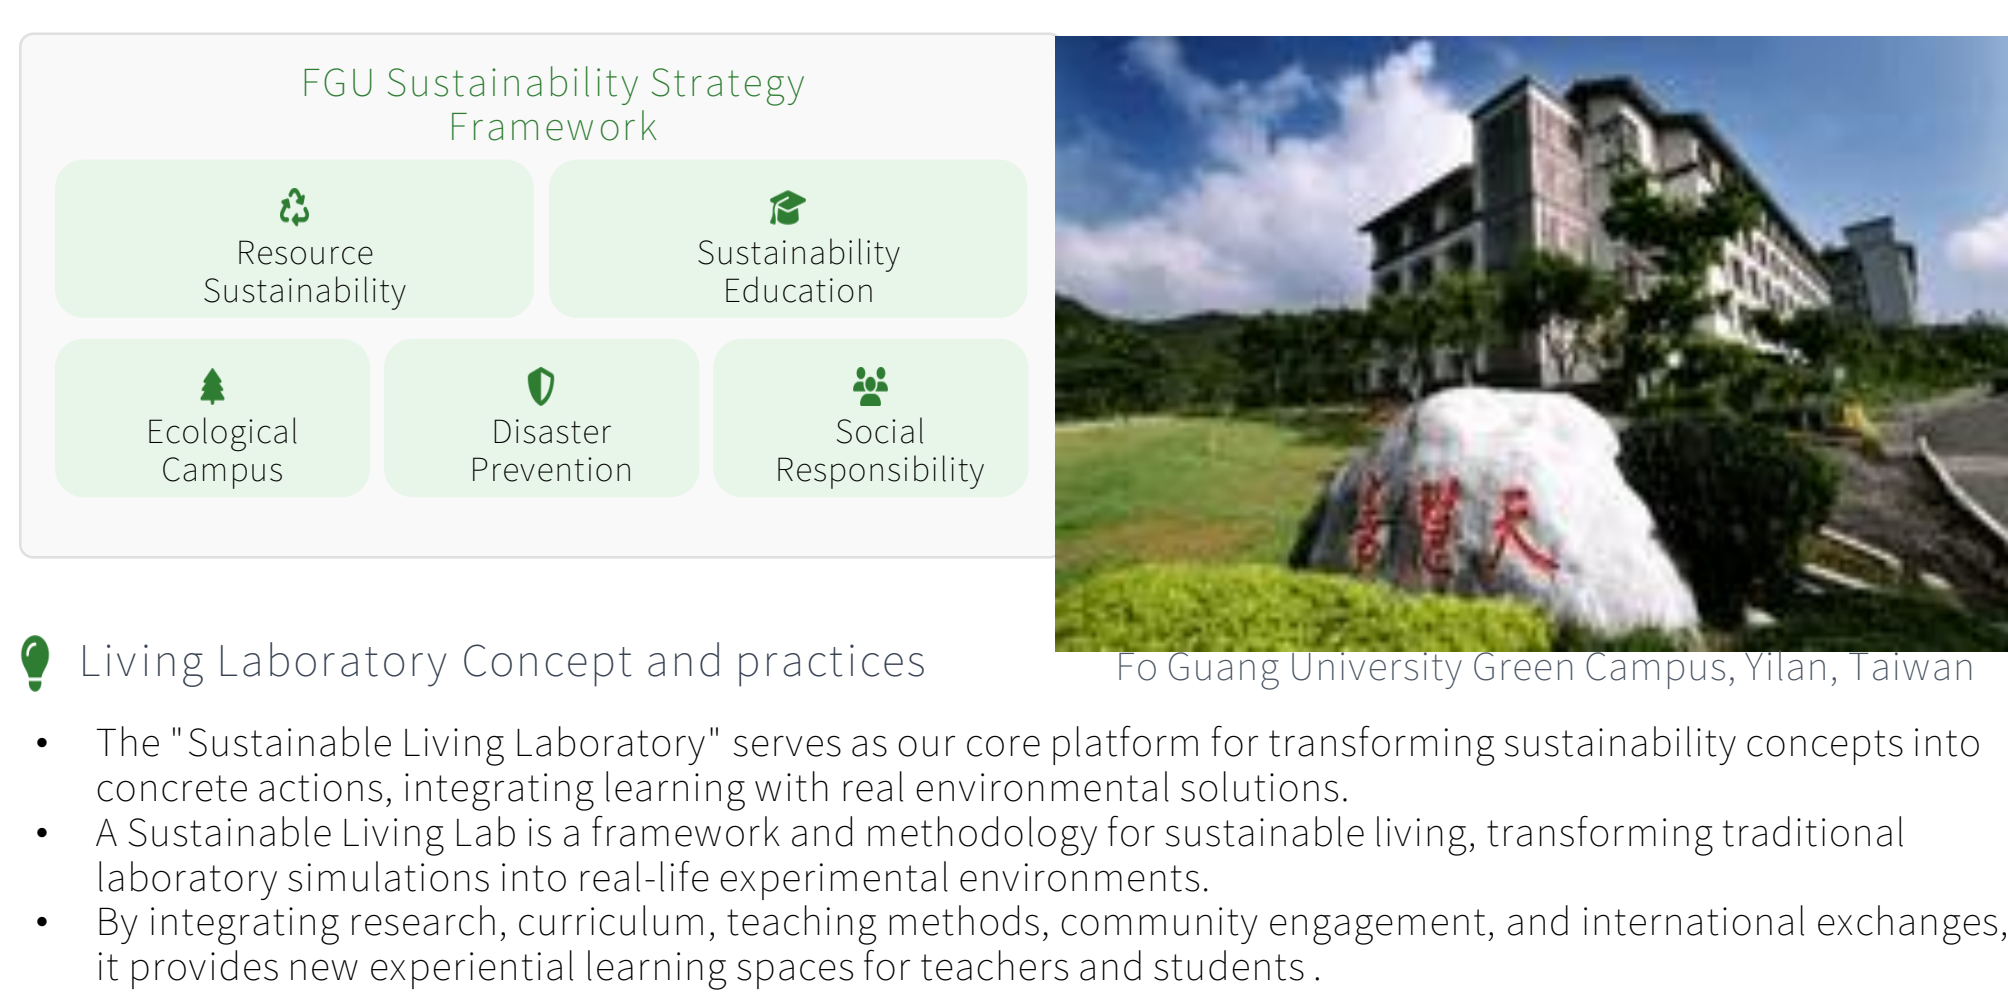 FGU Sustainability Strategy
Framework
Resource
Sustainability
Sustainability
Education
Ecological
Campus
Disaster
Prevention
Social
Responsibility
天
慧
Living Laboratory Concept and practices
Fo Guang University Green Campus, Yilan, Taiwan
• The "Sustainable Living Laboratory" serves as our core platform for transforming sustainability concepts into
concrete actions, integrating learning with real environmental solutions.
• A Sustainable Living Lab is a framework and methodology for sustainable living, transforming traditional
laboratory simulations into real-life experimental environments.
• By integrating research, curriculum, teaching methods, community engagement, and international exchanges,
it provides new experiential learning spaces for teachers and students .